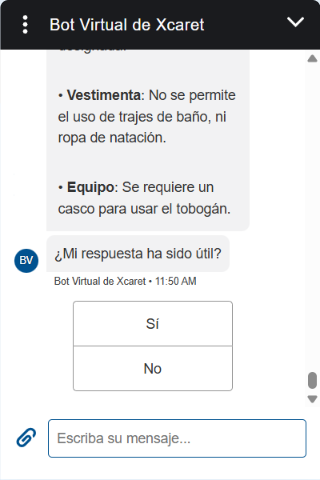 Bot Virtual de Xcaret
• Vestimenta: No se permite
el uso de trajes de baño, ni
ropa de natación.
• Equipo: Se requiere un
casco para usar el tobogán.
BV
¿Mi respuesta ha sido útil?
Bot Virtual de Xcaret • 11:50 AM
Sí
No
Escriba su mensaje...